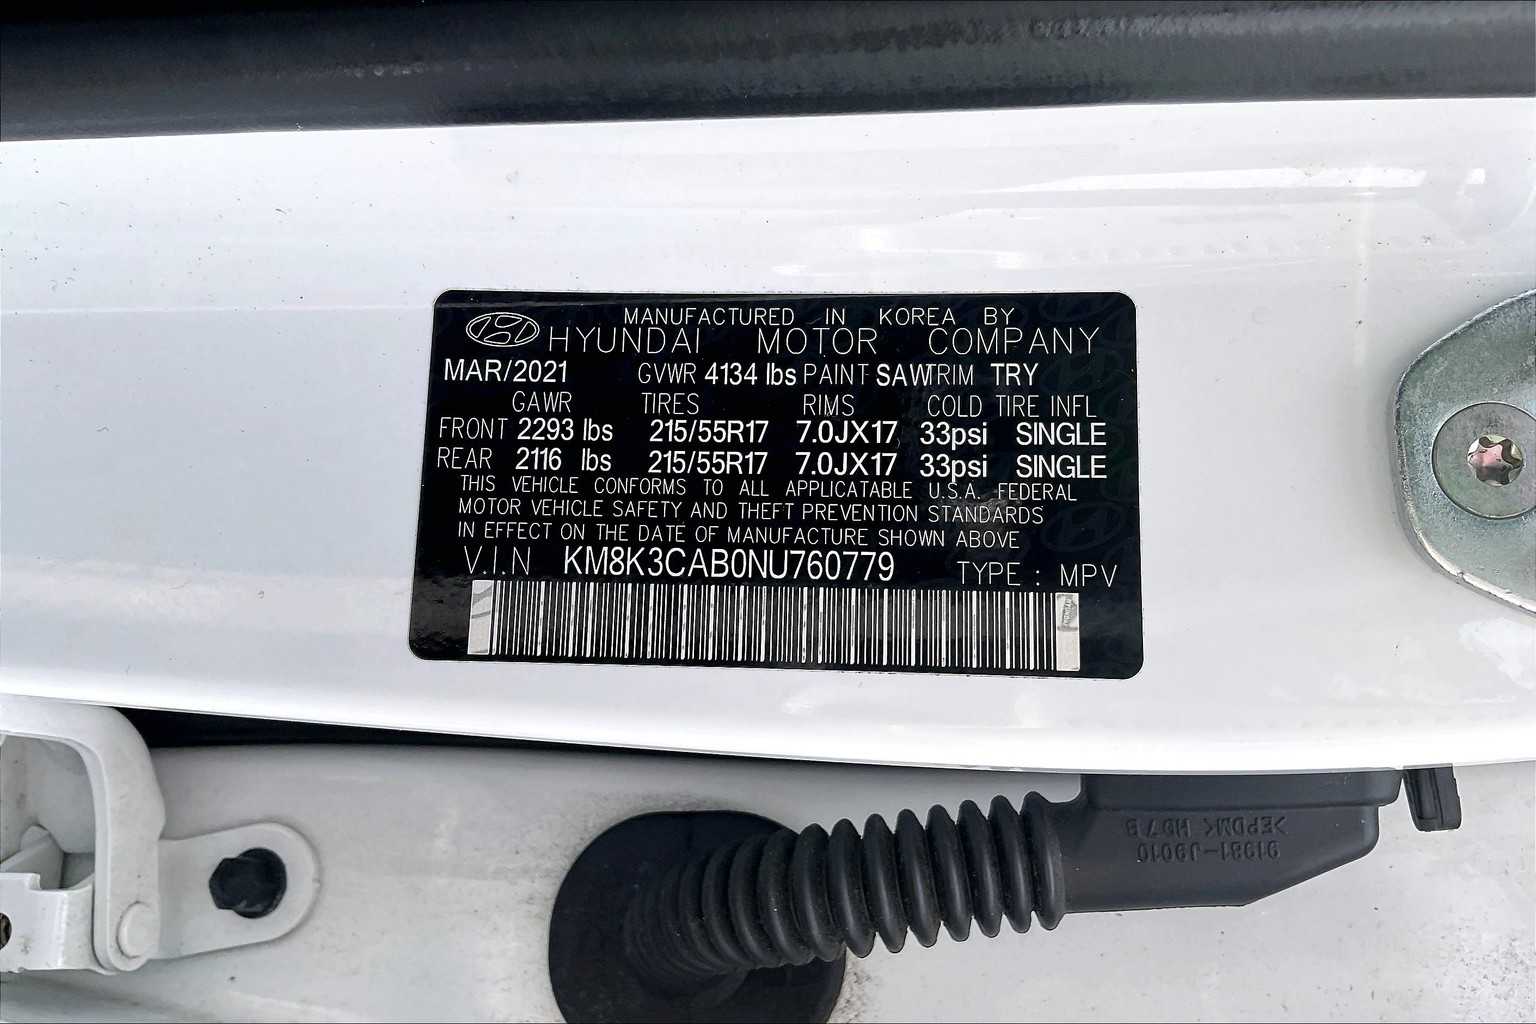 MANUFACTURED IN KOREA BY
HYUNDAI MOTOR COMPANY
MAR/2021 GVWR 4134 lbs PAINT SAW TRIM TRY
GAWR TIRES RIMS COLD TIRE INFL
FRONT 2293 lbs 215/55R17 7.0JX17, 33psi SINGLE
REAR 2116 lbs 215/55R17 7.0JX17 33psi SINGLE
THIS VEHICLE CONFORMS TO ALL APPLICATABLE U.S.A. FEDERAL
MOTOR VEHICLE SAFETY AND THEFT PREVENTION STANDARDS
IN EFFECT ON THE DATE OF MANUFACTURE SHOWN ABOVE
V.I.N KM8K3CAB0NU760779 TYPE : MPV
91981-J9010
>EPDM< HG7 B